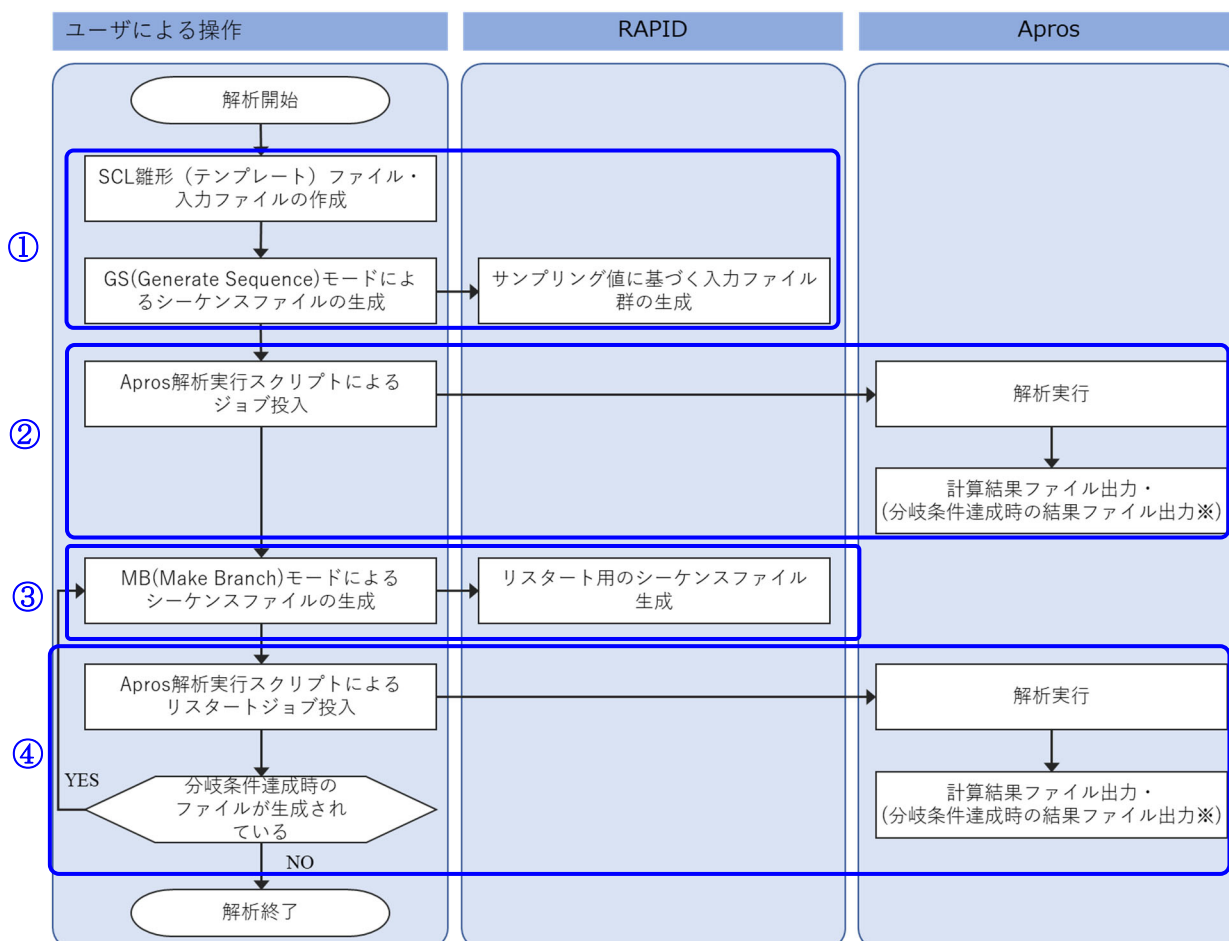 ユーザによる操作
RAPID
Apros
解析開始
SCL雛形（テンプレート）ファイル・
入力ファイルの作成
①
GS(Generate Sequence)モードによ
るシーケンスファイルの生成
サンプリング値に基づく入力ファイル
群の生成
Apros解析実行スクリプトによる
ジョブ投入
解析実行
②
計算結果ファイル出力・
(分岐条件達成時の結果ファイル出力※)
③
MB(Make Branch)モードによる
シーケンスファイルの生成
リスタート用のシーケンスファイル
生成
Apros解析実行スクリプトによる
リスタートジョブ投入
解析実行
④
YES
分岐条件達成時の
ファイルが生成され
ている
計算結果ファイル出力・
(分岐条件達成時の結果ファイル出力※)
NO
解析終了